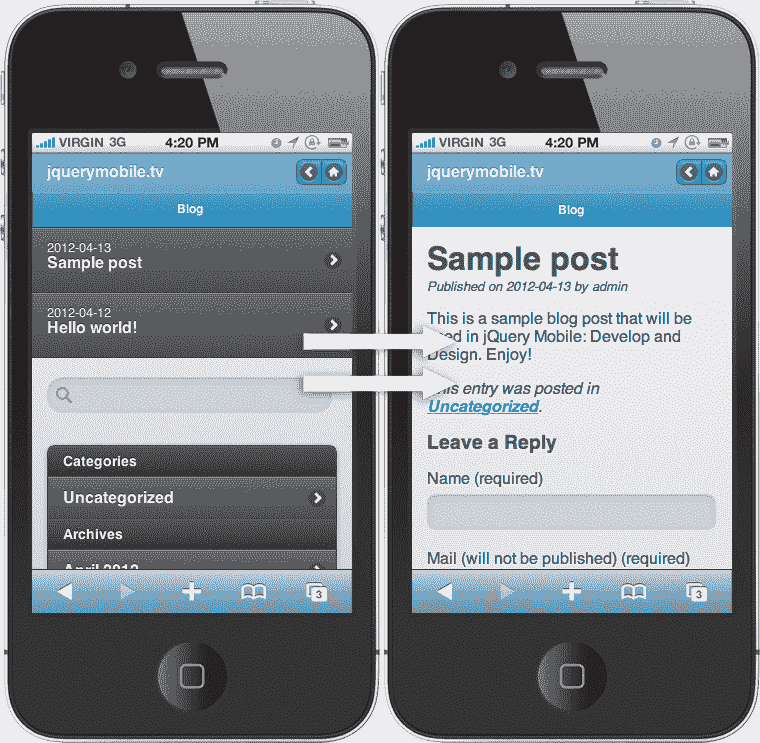 VIRGIN 3G 4:20 PM
jquerymobile.tv
Blog
2012-04-13
Sample post
2012-04-12
Hello world!
Categories
Uncategorized
Archives
April 2012
3
VIRGIN 3G 4:20 PM
jquerymobile.tv
Blog
Sample post
Published on 2012-04-13 by admin
This is a sample blog post that will be
in jQuery Mobile: Develop and
Design. Enjoy!
entry was posted in
Uncategorized.
Leave a Reply
Name (required)
Mail (will not be published) (required)
3